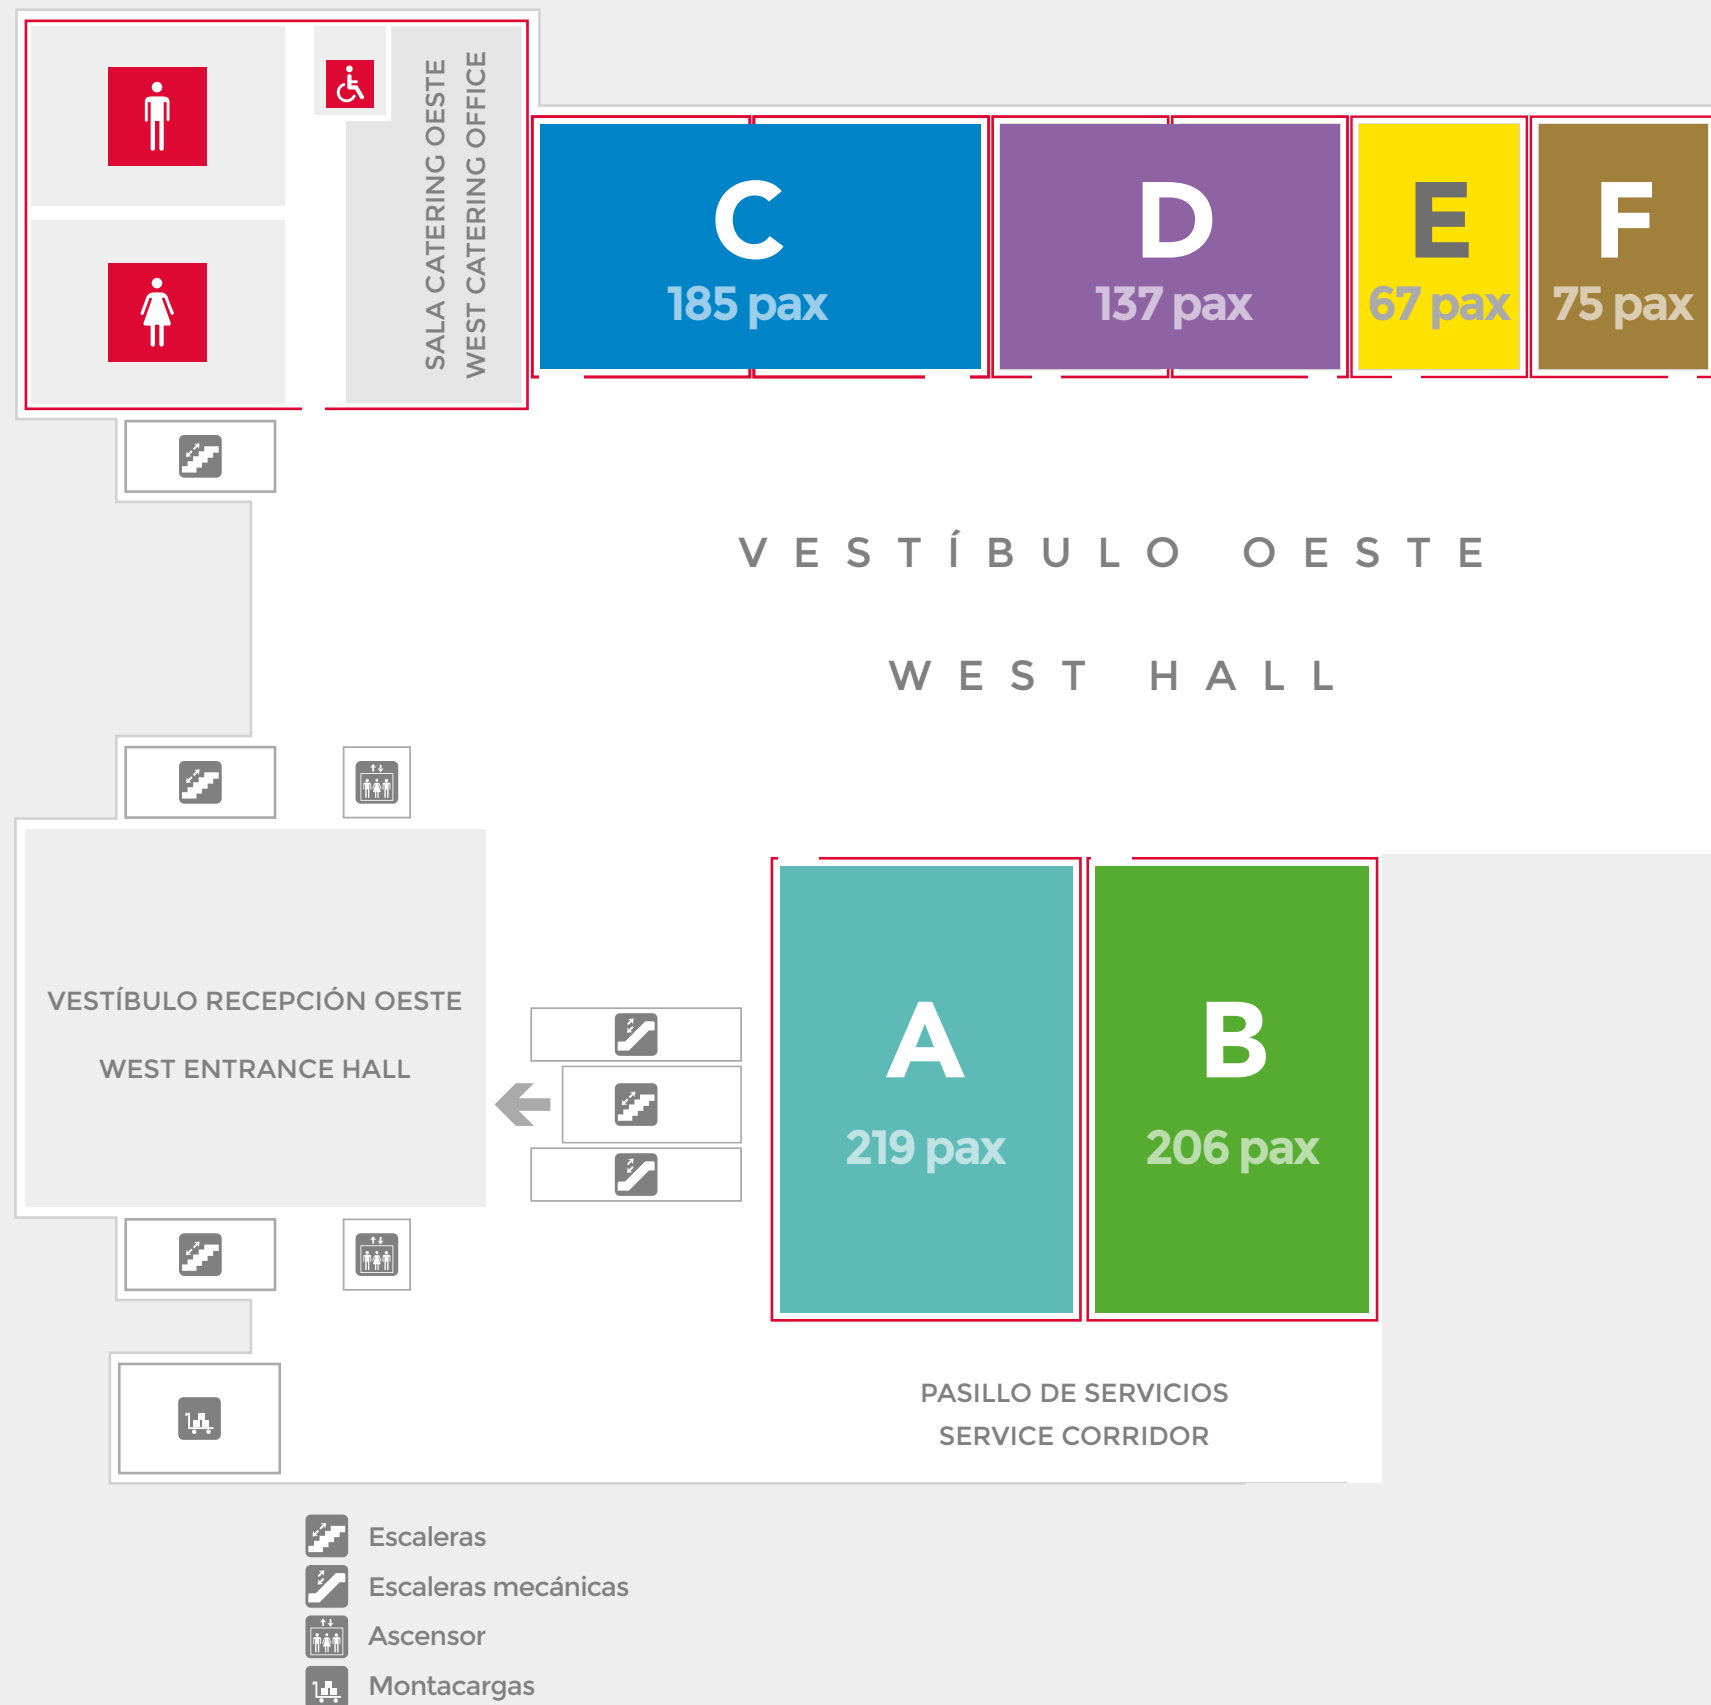 SALA CATERING OESTE
WEST CATERING OFFICE
C
185 pax
D
137 pax
E
67 pax
F
75 pax
VESTÍBULO OESTE
WEST HALL
VESTÍBULO RECEPCIÓN OESTE
WEST ENTRANCE HALL
A
219 pax
B
206 pax
PASILLO DE SERVICIOS
SERVICE CORRIDOR
Escaleras
Escaleras mecánicas
Ascensor
Montacargas